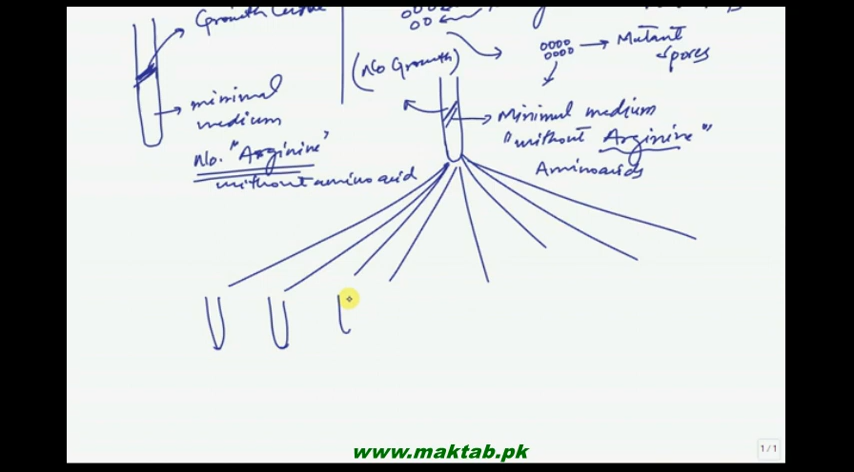 Growth
minimal
medium
No. "Arginine"
without amino acid
(No Growth)
Mutant
spores
Minimal medium
"without Arginine"
Aminoacids
1/1
www.maktab.pk